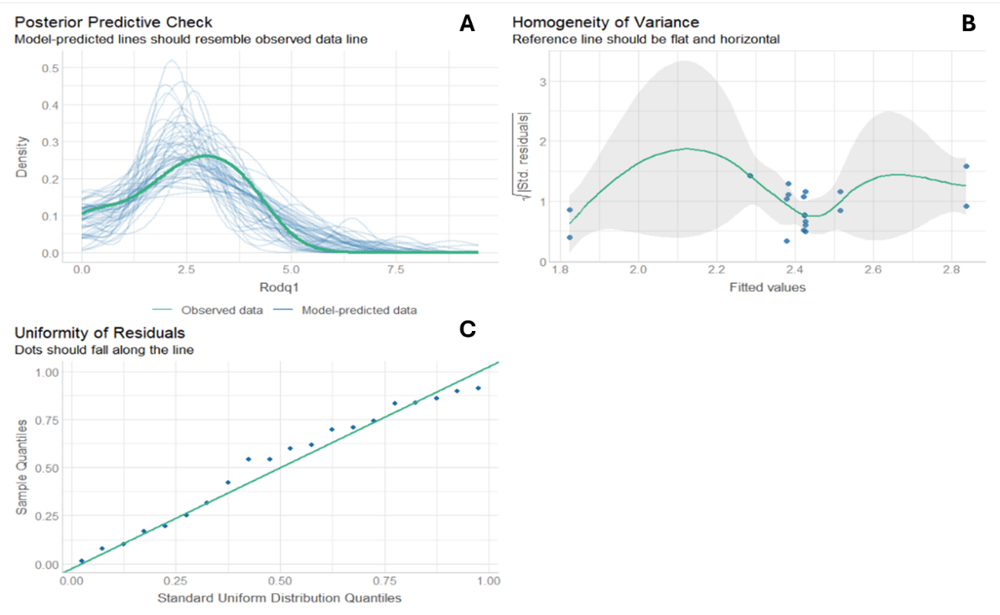 Posterior Predictive Check
A
Model-predicted lines should resemble observed data line
Density
0.5
0.4
0.3
0.2
0.1
0.0
0.0 2.5 5.0 7.5
Rodq1
Observed data Model-predicted data
Homogeneity of Variance
B
Reference line should be flat and horizontal
√|Std. residuals|
3
2
1
0
1.8 2.0 2.2 2.4 2.6 2.8
Fitted values
Uniformity of Residuals
C
Dots should fall along the line
Sample Quantiles
1.00
0.75
0.50
0.25
0.00
0.00 0.25 0.50 0.75 1.00
Standard Uniform Distribution Quantiles